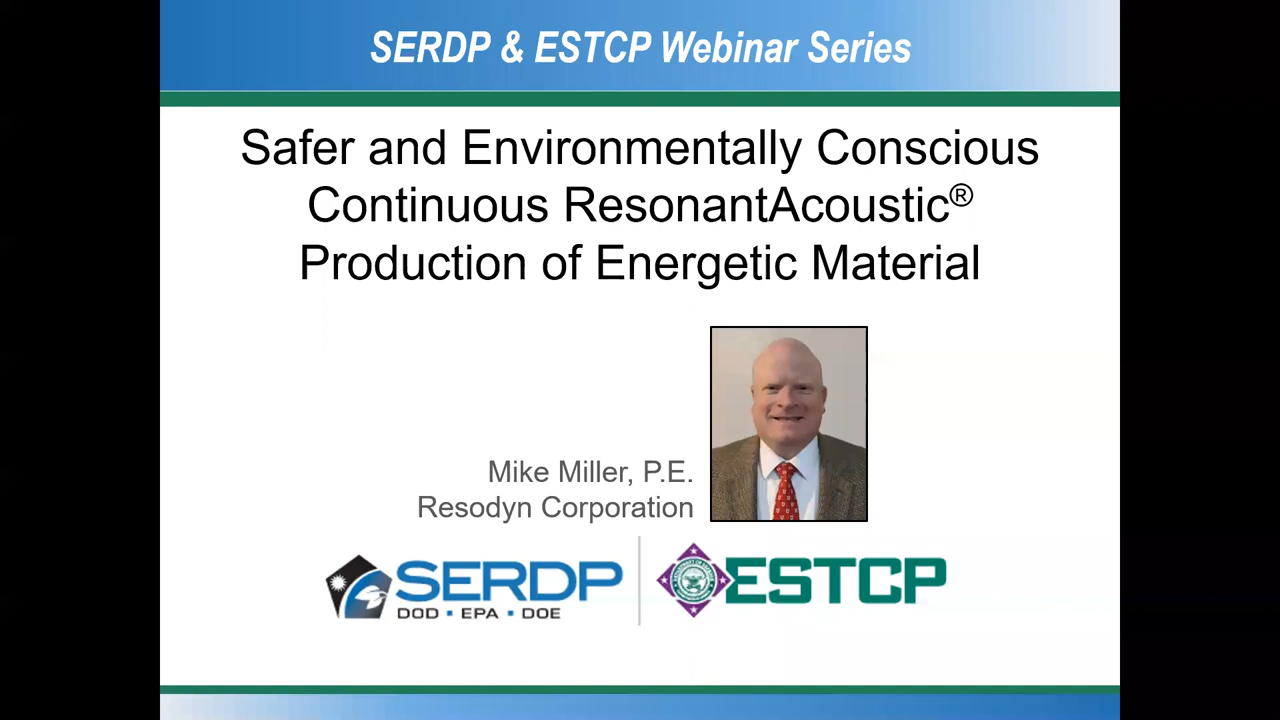 SERDP & ESTCP Webinar Series
Safer and Environmentally Conscious
Continuous ResonantAcoustic®
Production of Energetic Material
Mike Miller, P.E.
Resodyn Corporation
SERDP
DOD • EPA • DOE
ESTCP